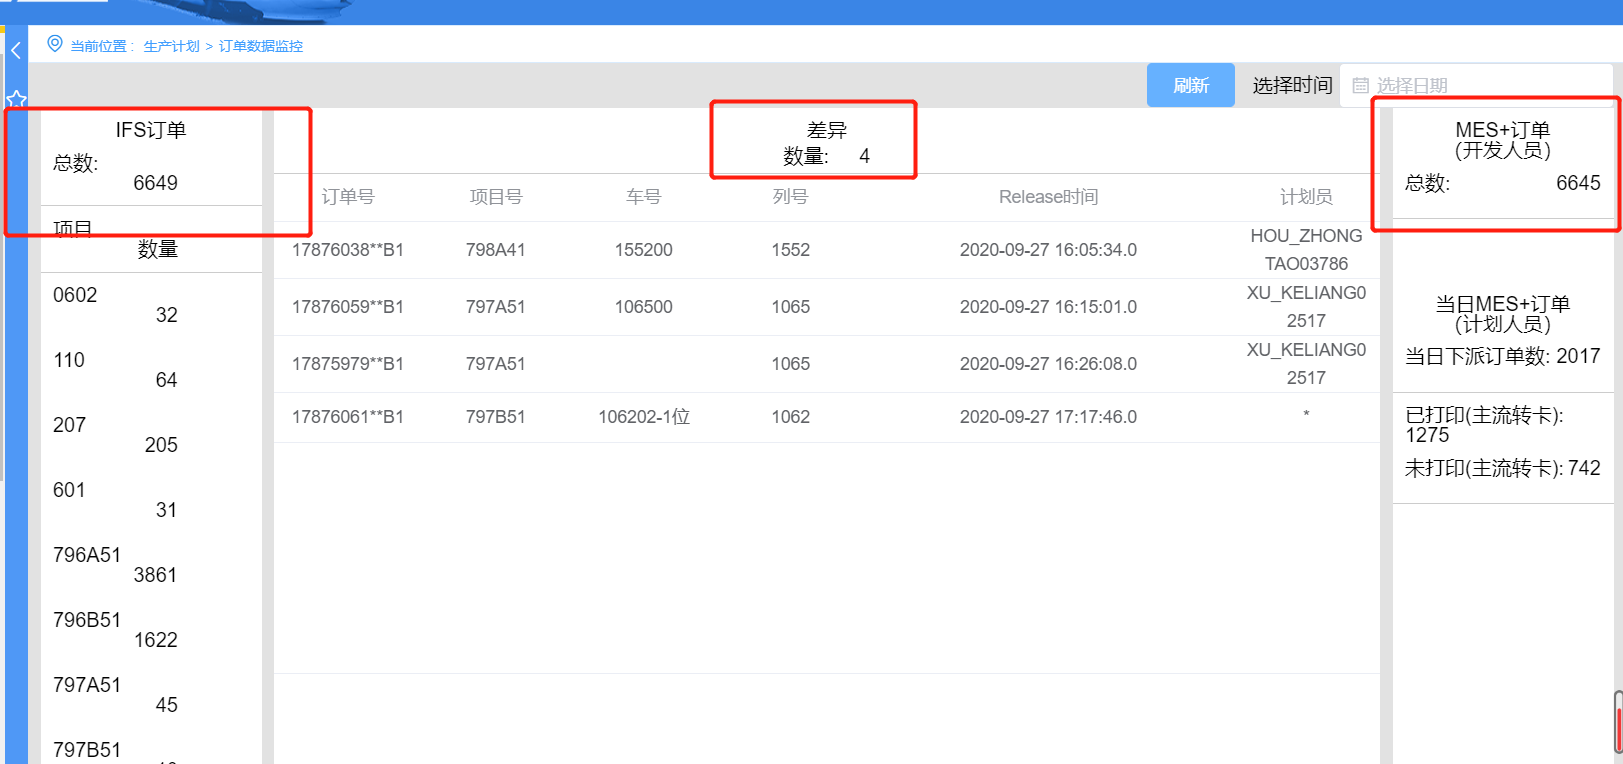 当前位置: 生产计划 > 订单数据监控
刷新 选择时间 选择日期
IFS订单
总数:
6649
项目
数量
0602
32
110
64
207
205
601
31
796A51
3861
796B51
1622
797A51
45
797B51
差异
数量: 4
订单号 项目号 车号 列号 Release时间 计划员
17876038**B1 798A41 155200 1552 2020-09-27 16:05:34.0 HOU_ZHONG
TAO03786
17876059**B1 797A51 106500 1065 2020-09-27 16:15:01.0 XU_KELIANG0
2517
17875979**B1 797A51 1065 2020-09-27 16:26:08.0 XU_KELIANG0
2517
17876061**B1 797B51 106202-1位 1062 2020-09-27 17:17:46.0 *
MES+订单
(开发人员)
总数: 6645
当日MES+订单
(计划人员)
当日下派订单数: 2017
已打印(主流转卡):
1275
未打印(主流转卡): 742